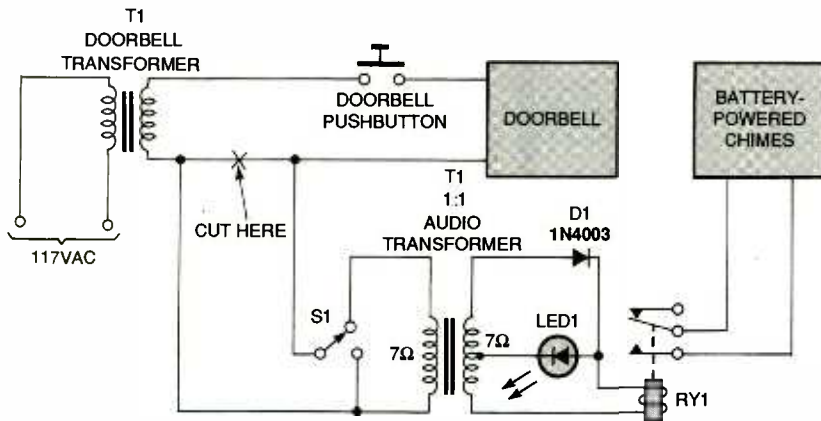 T1
DOORBELL
TRANSFORMER
DOORBELL
PUSHBUTTON
DOORBELL
BATTERY-
POWERED
CHIMES
CUT HERE
117VAC
T1
1:1
AUDIO
TRANSFORMER
D1
1N4003
S1
7Ω
7Ω
LED1
RY1